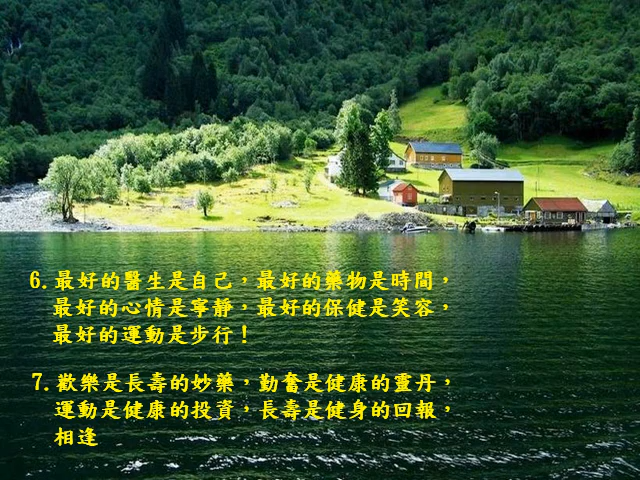 6.最好的醫生是自己，最好的藥物是時間，
最好的心情是寧靜，最好的保健是笑容，
最好的運動是步行！
7.歡樂是長壽的妙藥，勤奮是健康的靈丹，
運動是健康的投資，長壽是健身的回報，
相逢